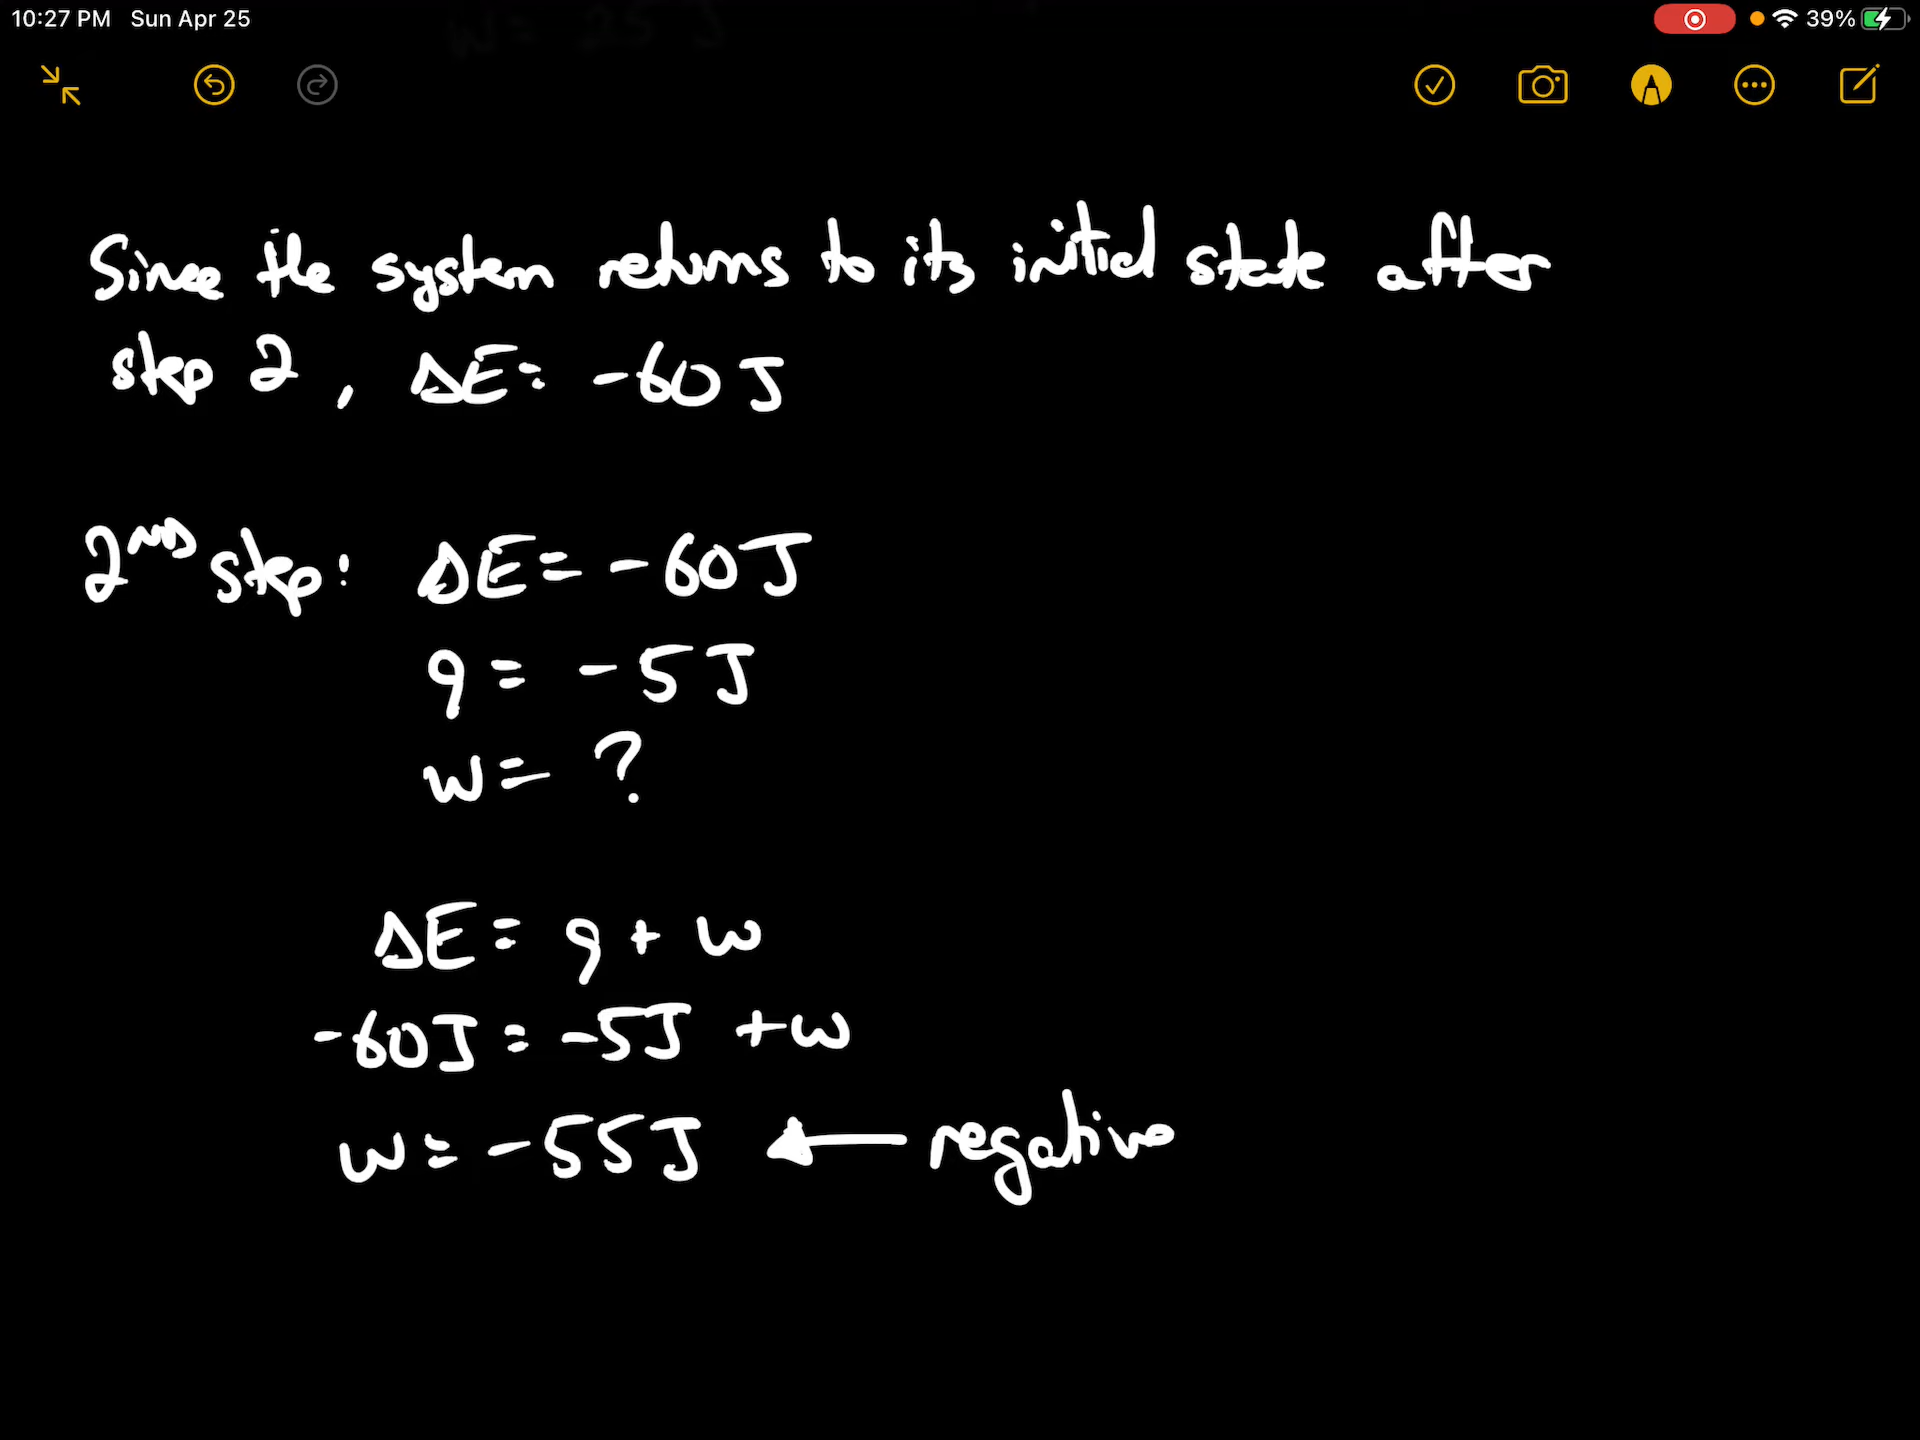 10:27 PM Sun Apr 25
39%
w = 25 J
Since the system returns to its initial state after
step 2, ΔE = -60 J
2nd step: ΔE = -60 J
q = -5 J
w = ?
ΔE = q + w
-60 J = -5 J + w
w = -55 J ← negative